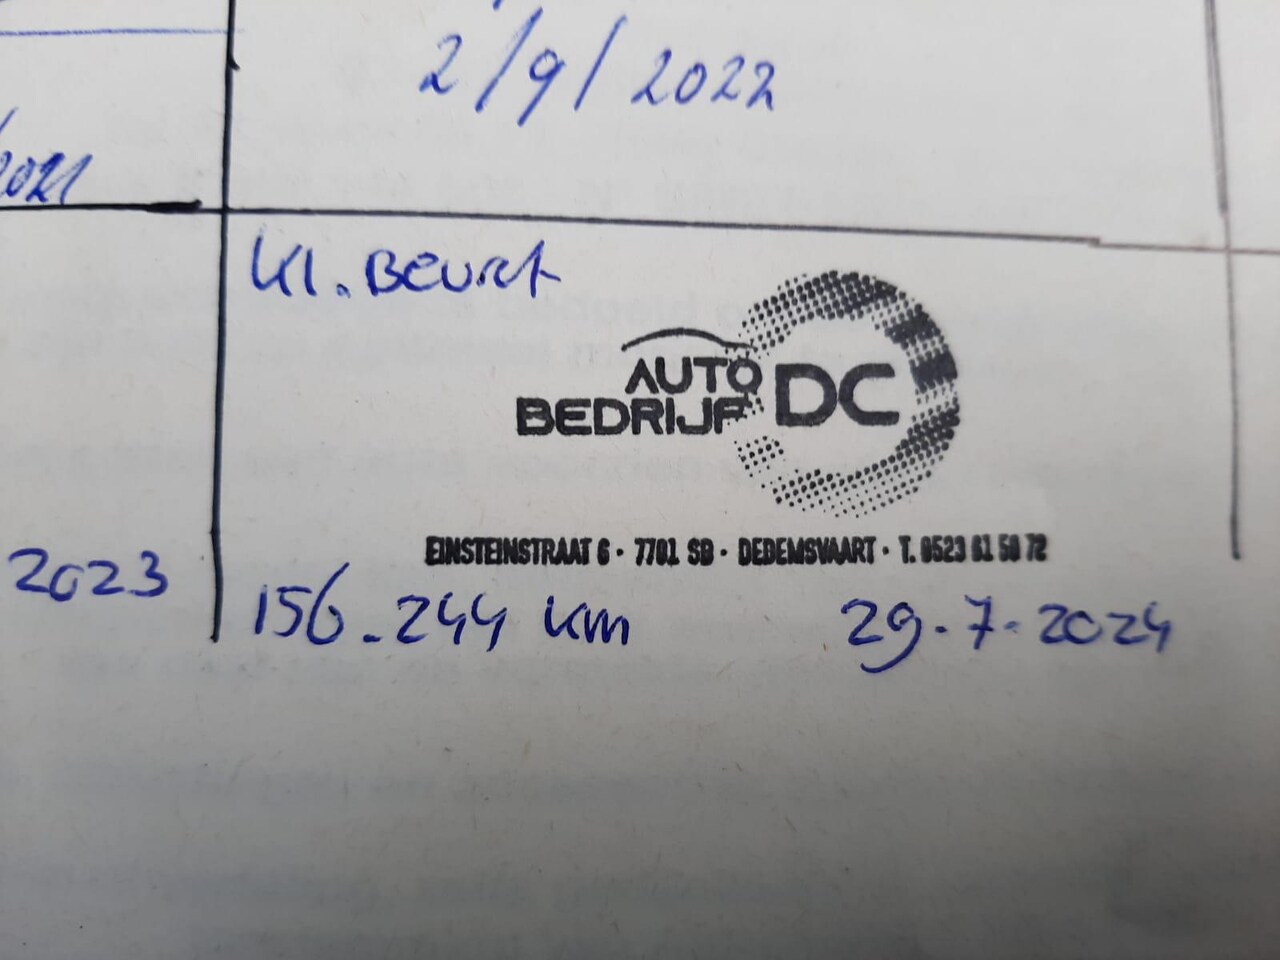 2/9/2022
2021
Kl. Beurt
AUTO
BEDRIJF DC
EINSTEINSTRAAT 6 · 7701 SB · DEDEMSVAART · T. 0523 61 50 72
2023
156.244 km 29.7.2024